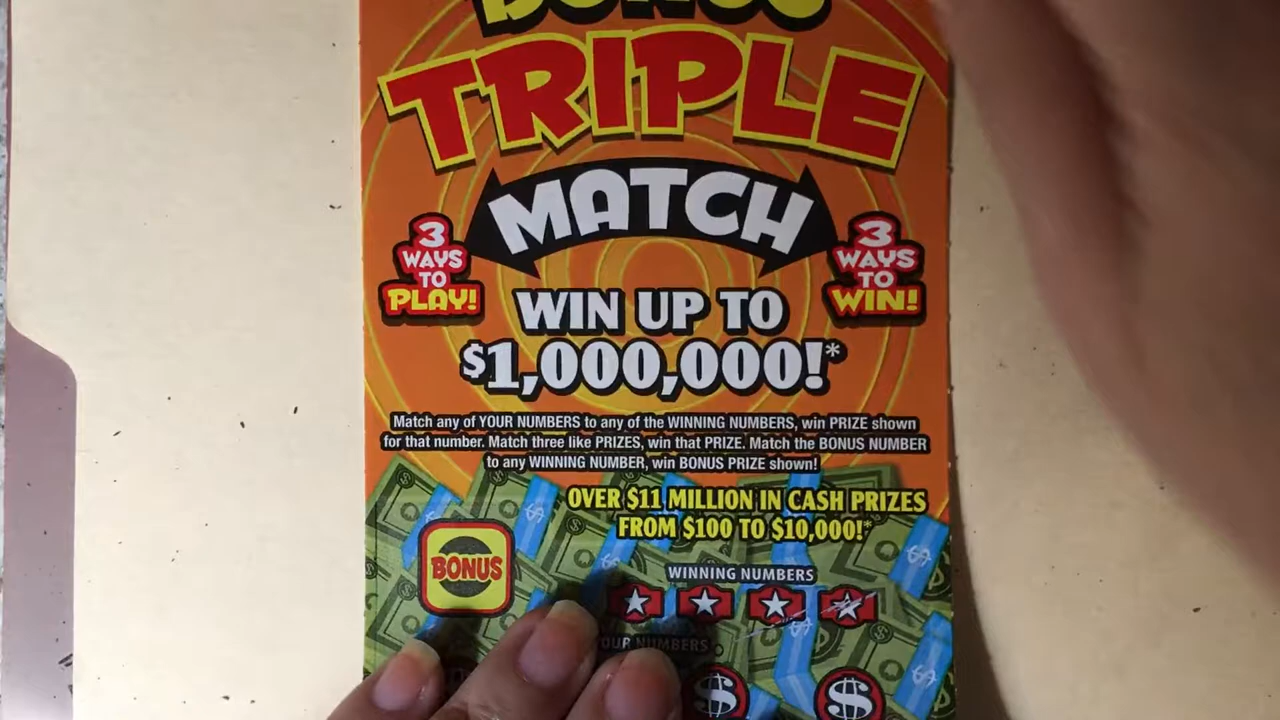 BONUS
TRIPLE
MATCH
3
WAYS
TO
PLAY!
3
WAYS
TO
WIN!
WIN UP TO
$1,000,000!*
Match any of YOUR NUMBERS to any of the WINNING NUMBERS, win PRIZE shown
for that number. Match three like PRIZES, win that PRIZE. Match the BONUS NUMBER
to any WINNING NUMBER, win BONUS PRIZE shown!
OVER $11 MILLION IN CASH PRIZES
FROM $100 TO $10,000!*
BONUS
WINNING NUMBERS
OUR NUMBERS
$ $